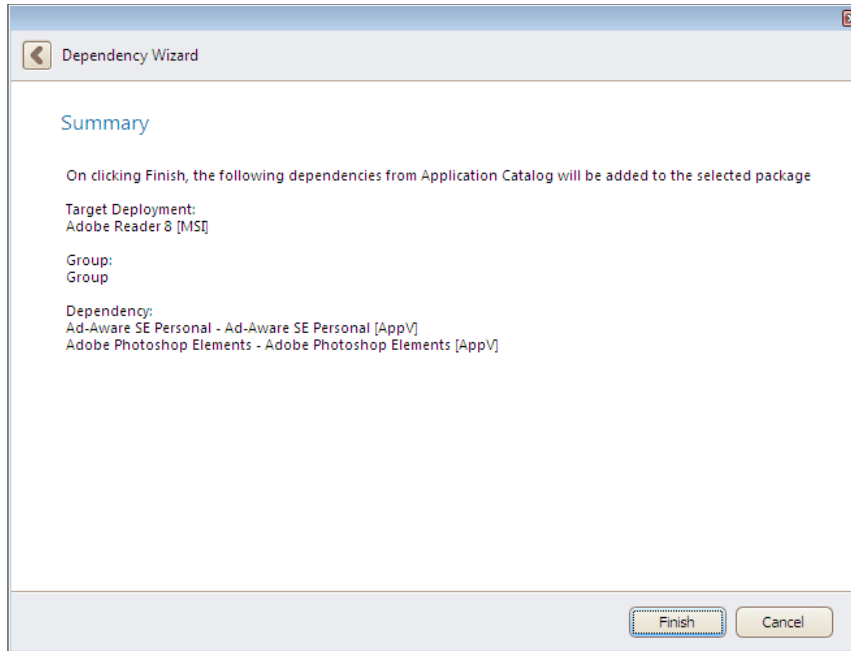 Dependency Wizard
Summary
On clicking Finish, the following dependencies from Application Catalog will be added to the selected package
Target Deployment:
Adobe Reader 8 [MSI]
Group:
Group
Dependency:
Ad-Aware SE Personal - Ad-Aware SE Personal [AppV]
Adobe Photoshop Elements - Adobe Photoshop Elements [AppV]
Finish
Cancel